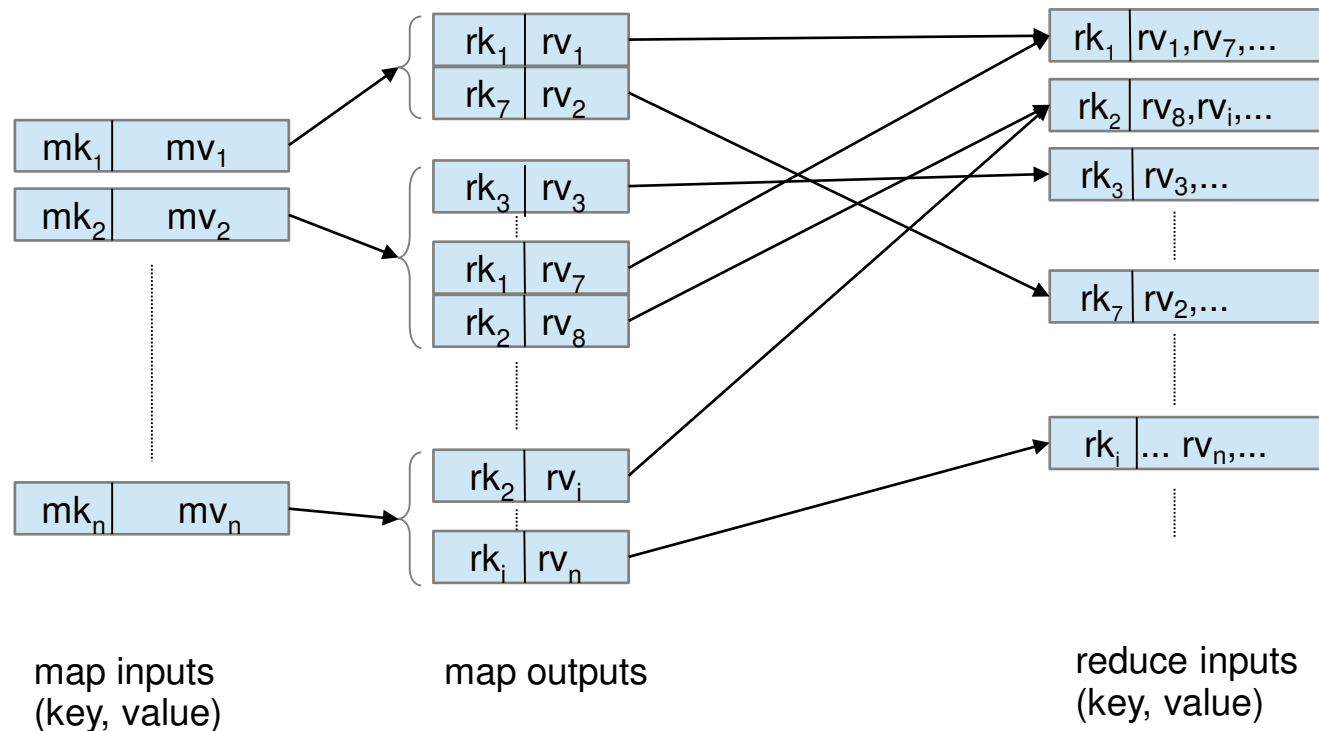 mk₁ mv₁
mk₂ mv₂
mkₙ mvₙ
rk₁ rv₁
rk₇ rv₂
rk₃ rv₃
rk₁ rv₇
rk₂ rv₈
rk₂ rvᵢ
rkᵢ rvₙ
rk₁ rv₁,rv₇,...
rk₂ rv₈,rvᵢ,...
rk₃ rv₃,...
rk₇ rv₂,...
rkᵢ ... rvₙ,...
map inputs
(key, value)
map outputs
reduce inputs
(key, value)